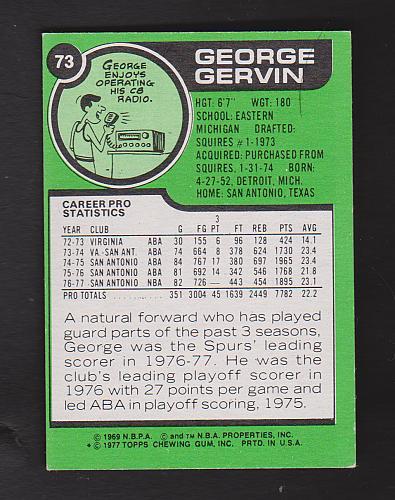 73
GEORGE
GERVIN
GEORGE
ENJOYS
OPERATING
HIS CB
RADIO.
HGT: 6'7" WGT: 180
SCHOOL: EASTERN
MICHIGAN DRAFTED:
SQUIRES #1-1973
ACQUIRED: PURCHASED FROM
SQUIRES, 1-31-74 BORN:
4-27-52, DETROIT, MICH.
HOME: SAN ANTONIO, TEXAS
CAREER PRO
STATISTICS
YEAR CLUB G FG 3 PT FT REB PTS AVG
72-73 VIRGINIA ABA 30 155 6 96 128 424 14.1
73-74 VA.-SAN ANT. ABA 74 664 8 378 624 1730 23.4
74-75 SAN ANTONIO ABA 84 767 17 380 697 1965 23.4
75-76 SAN ANTONIO ABA 81 692 14 342 546 1768 21.8
76-77 SAN ANTONIO NBA 82 726 — 443 454 1895 23.1
PRO TOTALS 351 3004 45 1639 2449 7782 22.2
A natural forward who has played
guard parts of the past 3 seasons,
George was the Spurs' leading
scorer in 1976-77. He was the
club's leading playoff scorer in
1976 with 27 points per game and
led ABA in playoff scoring, 1975.
© 1969 N.B.P.A. © and ™ N.B.A. PROPERTIES, INC.
© 1977 TOPPS CHEWING GUM, INC. PRTD. IN U.S.A.